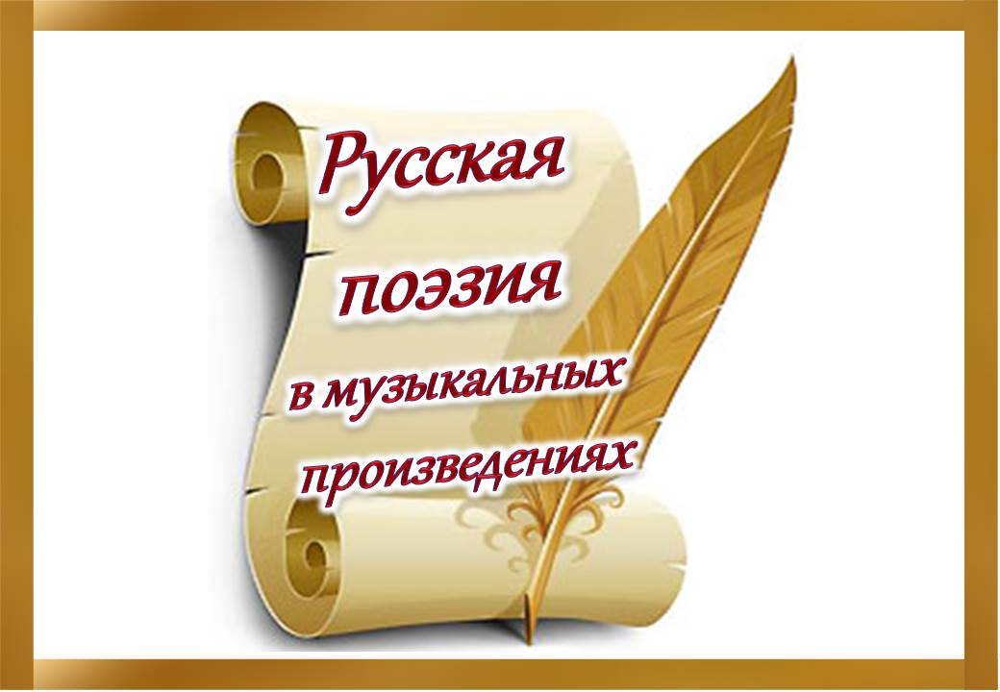 Русская
поэзия
в музыкальных
произведениях